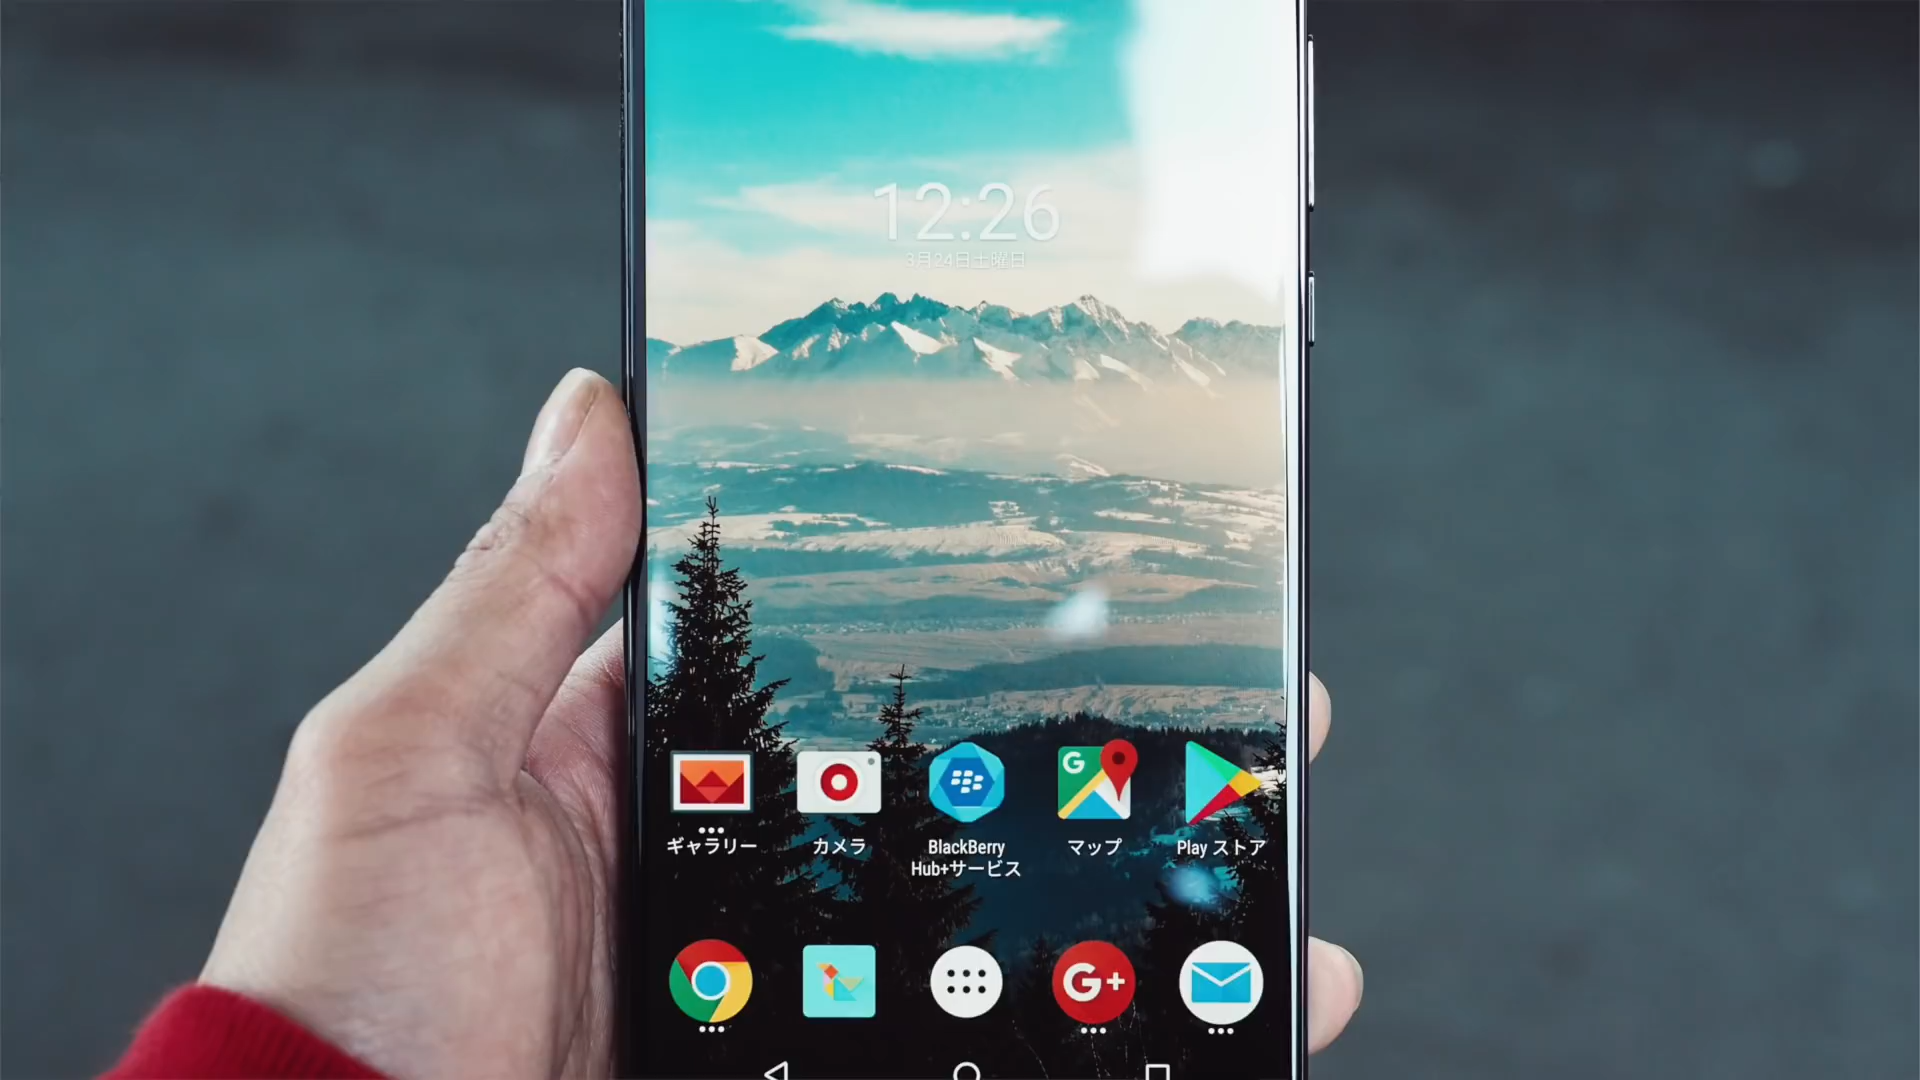 12:26
3月24日土曜日
ギャラリー
カメラ
BlackBerry
Hub+サービス
G
マップ
Play ストア
G+